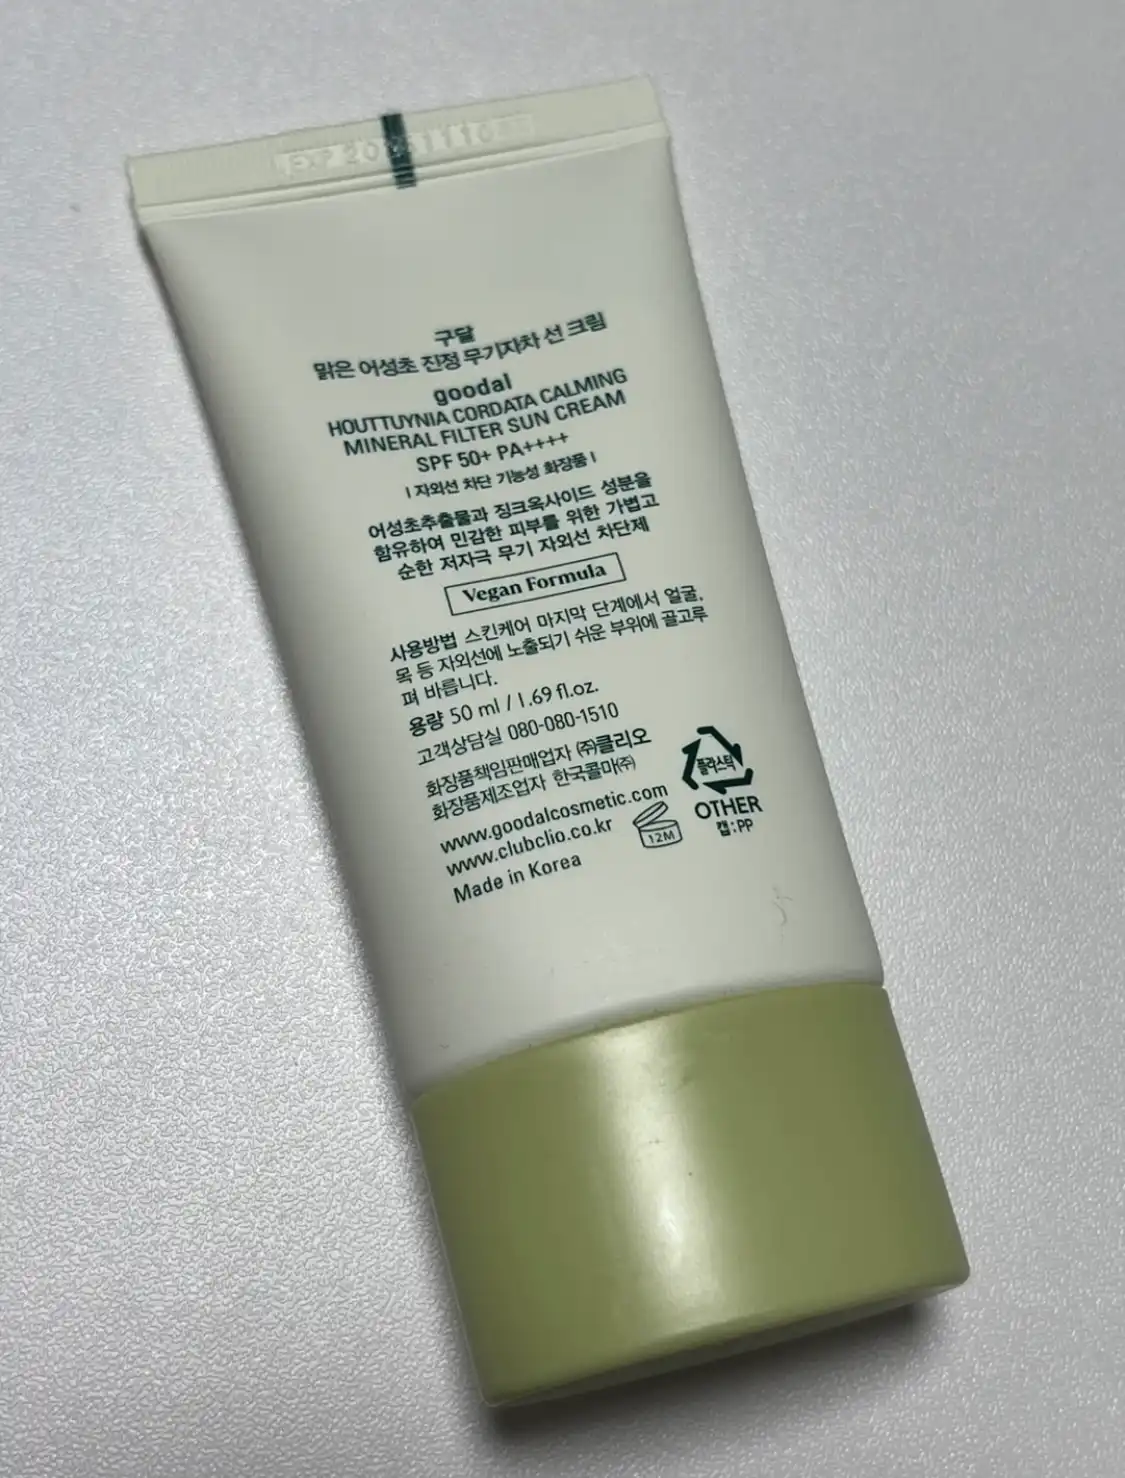 EXP 20251110
구달
맑은 어성초 진정 무기자차 선 크림
goodal
HOUTTUYNIA CORDATA CALMING
MINERAL FILTER SUN CREAM
SPF 50+ PA++++
I 자외선 차단 기능성 화장품 I
어성초추출물과 징크옥사이드 성분을
함유하여 민감한 피부를 위한 가볍고
순한 저자극 무기 자외선 차단제
Vegan Formula
사용방법 스킨케어 마지막 단계에서 얼굴,
목 등 자외선에 노출되기 쉬운 부위에 골고루
펴 바릅니다.
용량 50 ml / 1.69 fl.oz.
고객상담실 080-080-1510
화장품책임판매업자 ㈜클리오
화장품제조업자 한국콜마㈜
www.goodalcosmetic.com
www.clubclio.co.kr
Made in Korea
12M
플라스틱
OTHER
캡:PP